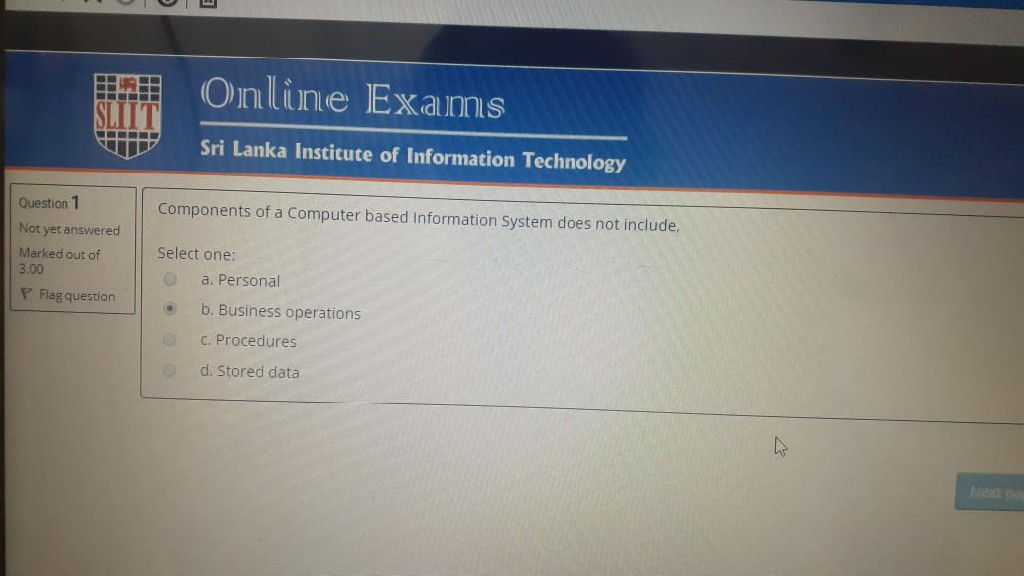 SLIIT
Online Exams
Sri Lanka Institute of Information Technology
Question 1
Not yet answered
Marked out of
3.00
Flag question
Components of a Computer based Information System does not include,
Select one:
a. Personal
b. Business operations
c. Procedures
d. Stored data
Next